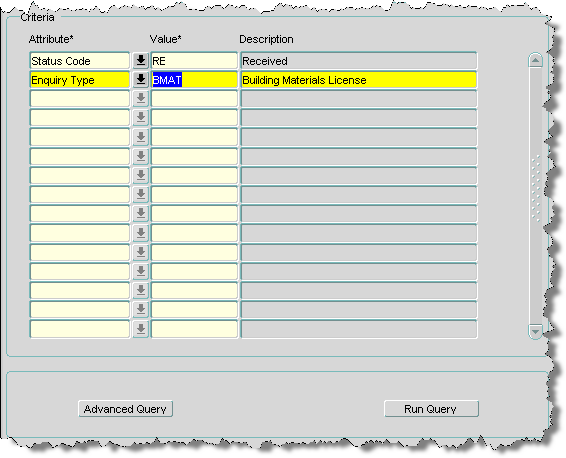 Criteria
Attribute* Value* Description
Status Code RE Received
Enquiry Type BMAT Building Materials License
Advanced Query Run Query